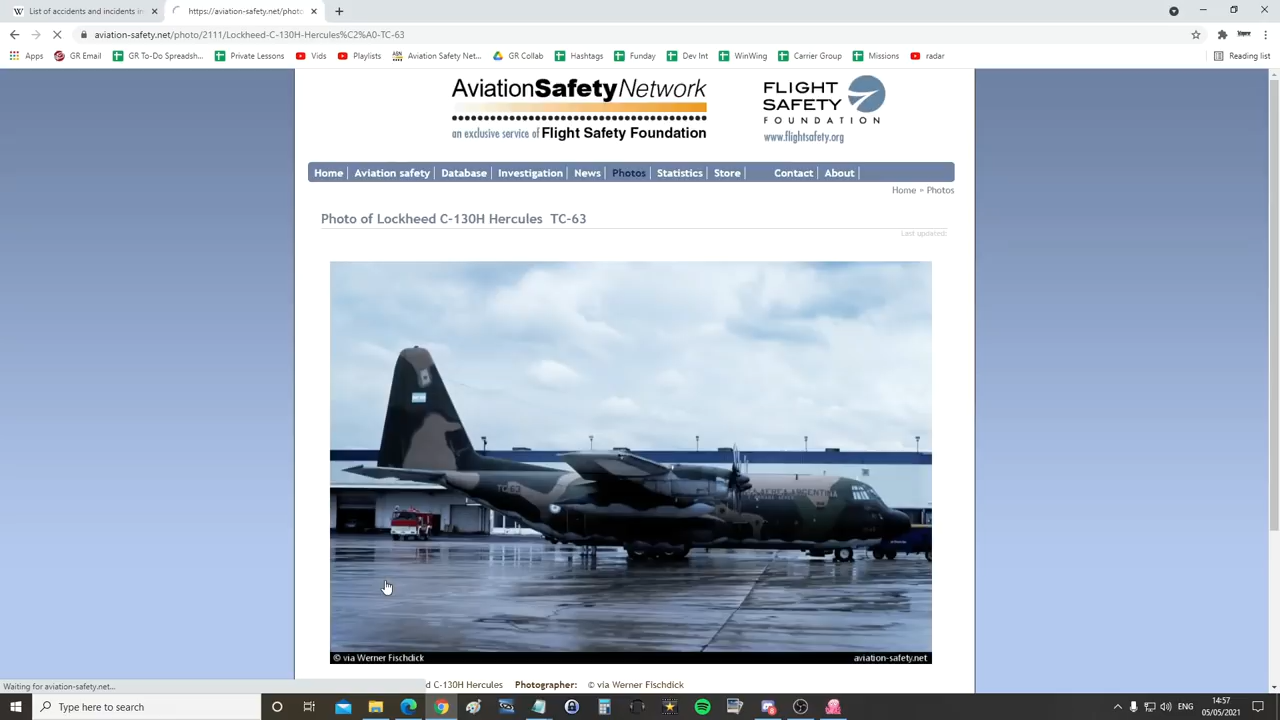 List of accidents and incidents in
https://aviation-safety.net/photo
aviation-safety.net/photo/2111/Lockheed-C-130H-Hercules%C2%A0-TC-63
Apps GR Email GR To-Do Spreadsh... Private Lessons Vids Playlists Aviation Safety Net... GR Collab Hashtags Funday Dev Int WinWing Carrier Group Missions radar Reading list
AviationSafetyNetwork
an exclusive service of Flight Safety Foundation
FLIGHT
SAFETY
FOUNDATION
www.flightsafety.org
Home Aviation safety Database Investigation News Photos Statistics Store Contact About
Home » Photos
Photo of Lockheed C-130H Hercules TC-63
Last updated:
TC-63
© via Werner Fischdick aviation-safety.net
d C-130H Hercules Photographer: © via Werner Fischdick
Waiting for aviation-safety.net...
Type here to search
ENG
14:57
05/05/2021